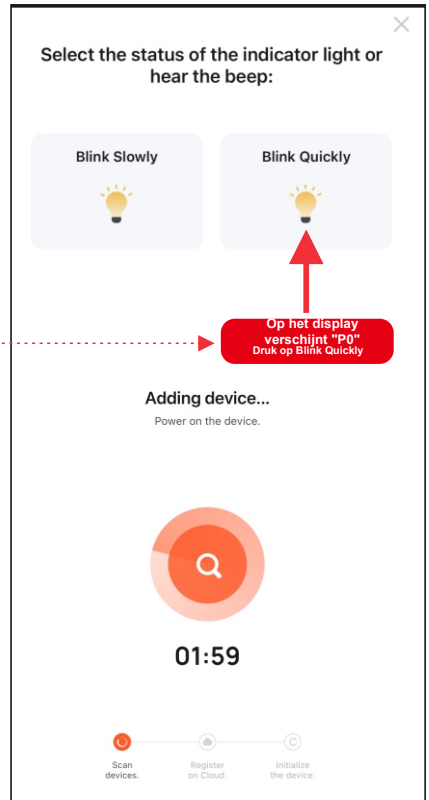 Select the status of the indicator light or
hear the beep:
Blink Slowly
Blink Quickly
Op het display
verschijnt "P0"
Druk op Blink Quickly
Adding device...
Power on the device.
01:59
Scan
devices.
Register
on Cloud.
Initialize
the device.